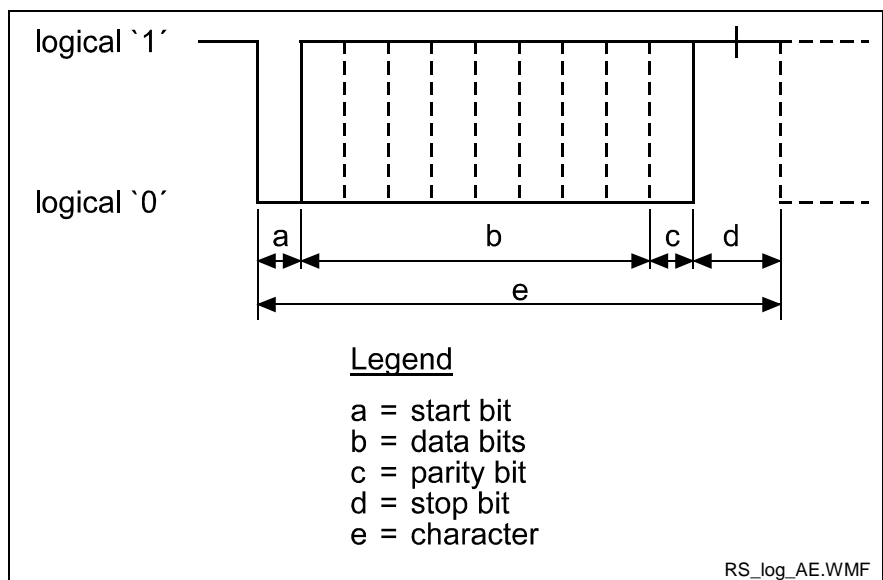 logical `1´
logical `0´
a b c d
e
Legend
a = start bit
b = data bits
c = parity bit
d = stop bit
e = character
RS_log_AE.WMF